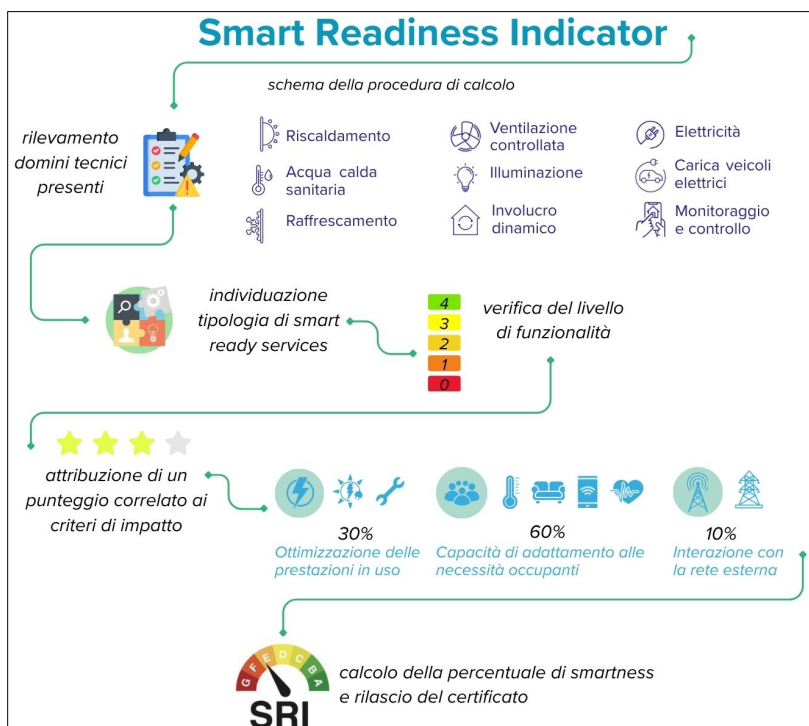 Smart Readiness Indicator
schema della procedura di calcolo
rilevamento
domini tecnici
presenti
Riscaldamento
Acqua calda
sanitaria
Raffrescamento
Ventilazione
controllata
Illuminazione
Involucro
dinamico
Elettricità
Carica veicoli
elettrici
Monitoraggio
e controllo
individuazione
tipologia di smart
ready services
4
3
2
1
0
verifica del livello
di funzionalità
attribuzione di un
punteggio correlato ai
criteri di impatto
30%
Ottimizzazione delle
prestazioni in uso
60%
Capacità di adattamento alle
necessità occupanti
10%
Interazione con
la rete esterna
G F E D C B A
SRI
calcolo della percentuale di smartness
e rilascio del certificato